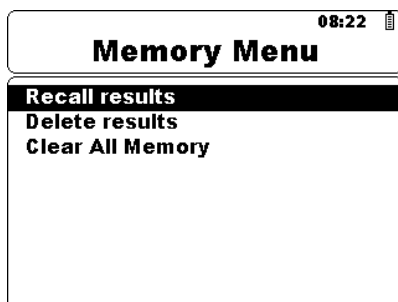 08:22
Memory Menu
Recall results
Delete results
Clear All Memory